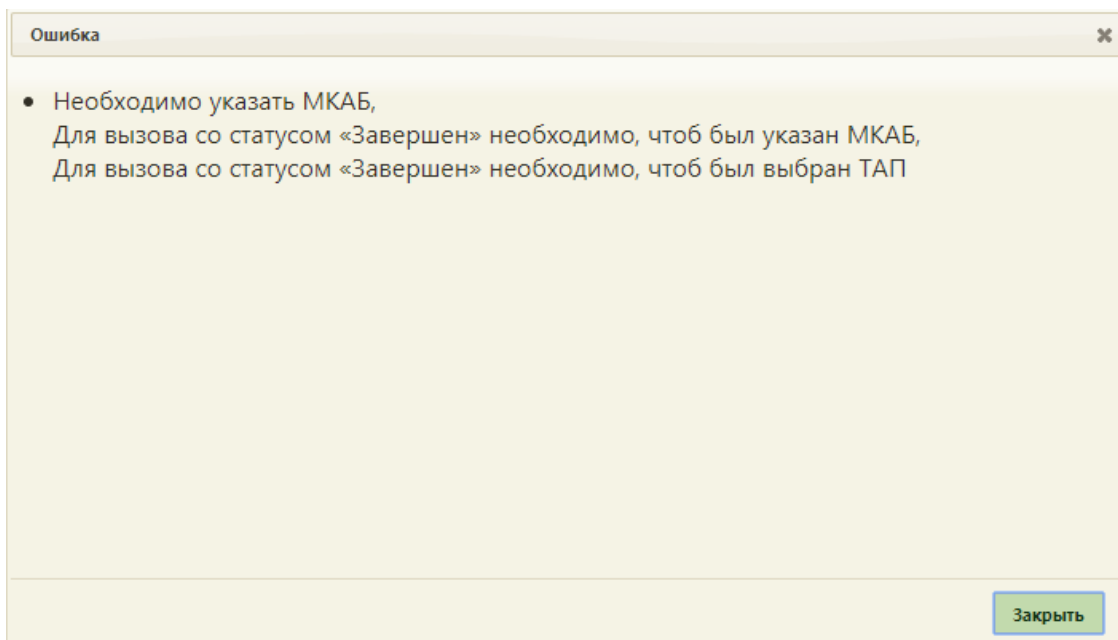 Ошибка
Необходимо указать МКАБ,
Для вызова со статусом «Завершен» необходимо, чтоб был указан МКАБ,
Для вызова со статусом «Завершен» необходимо, чтоб был выбран ТАП
Закрыть